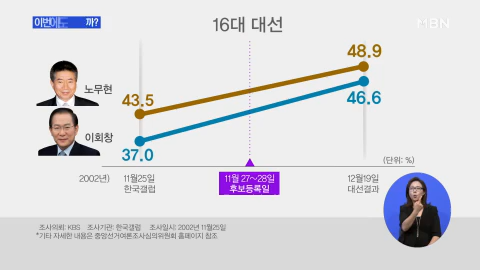 이번에도 까?
16대 대선
MBN
노무현
이회창
43.5
37.0
48.9
46.6
(단위: %)
2002년)
11월25일
한국갤럽
11월 27~28일
후보등록일
12월19일
대선결과
조사의뢰: KBS 조사기관: 한국갤럽 조사일시: 2002년 11월25일
*기타 자세한 내용은 중앙선거여론조사심의위원회 홈페이지 참조